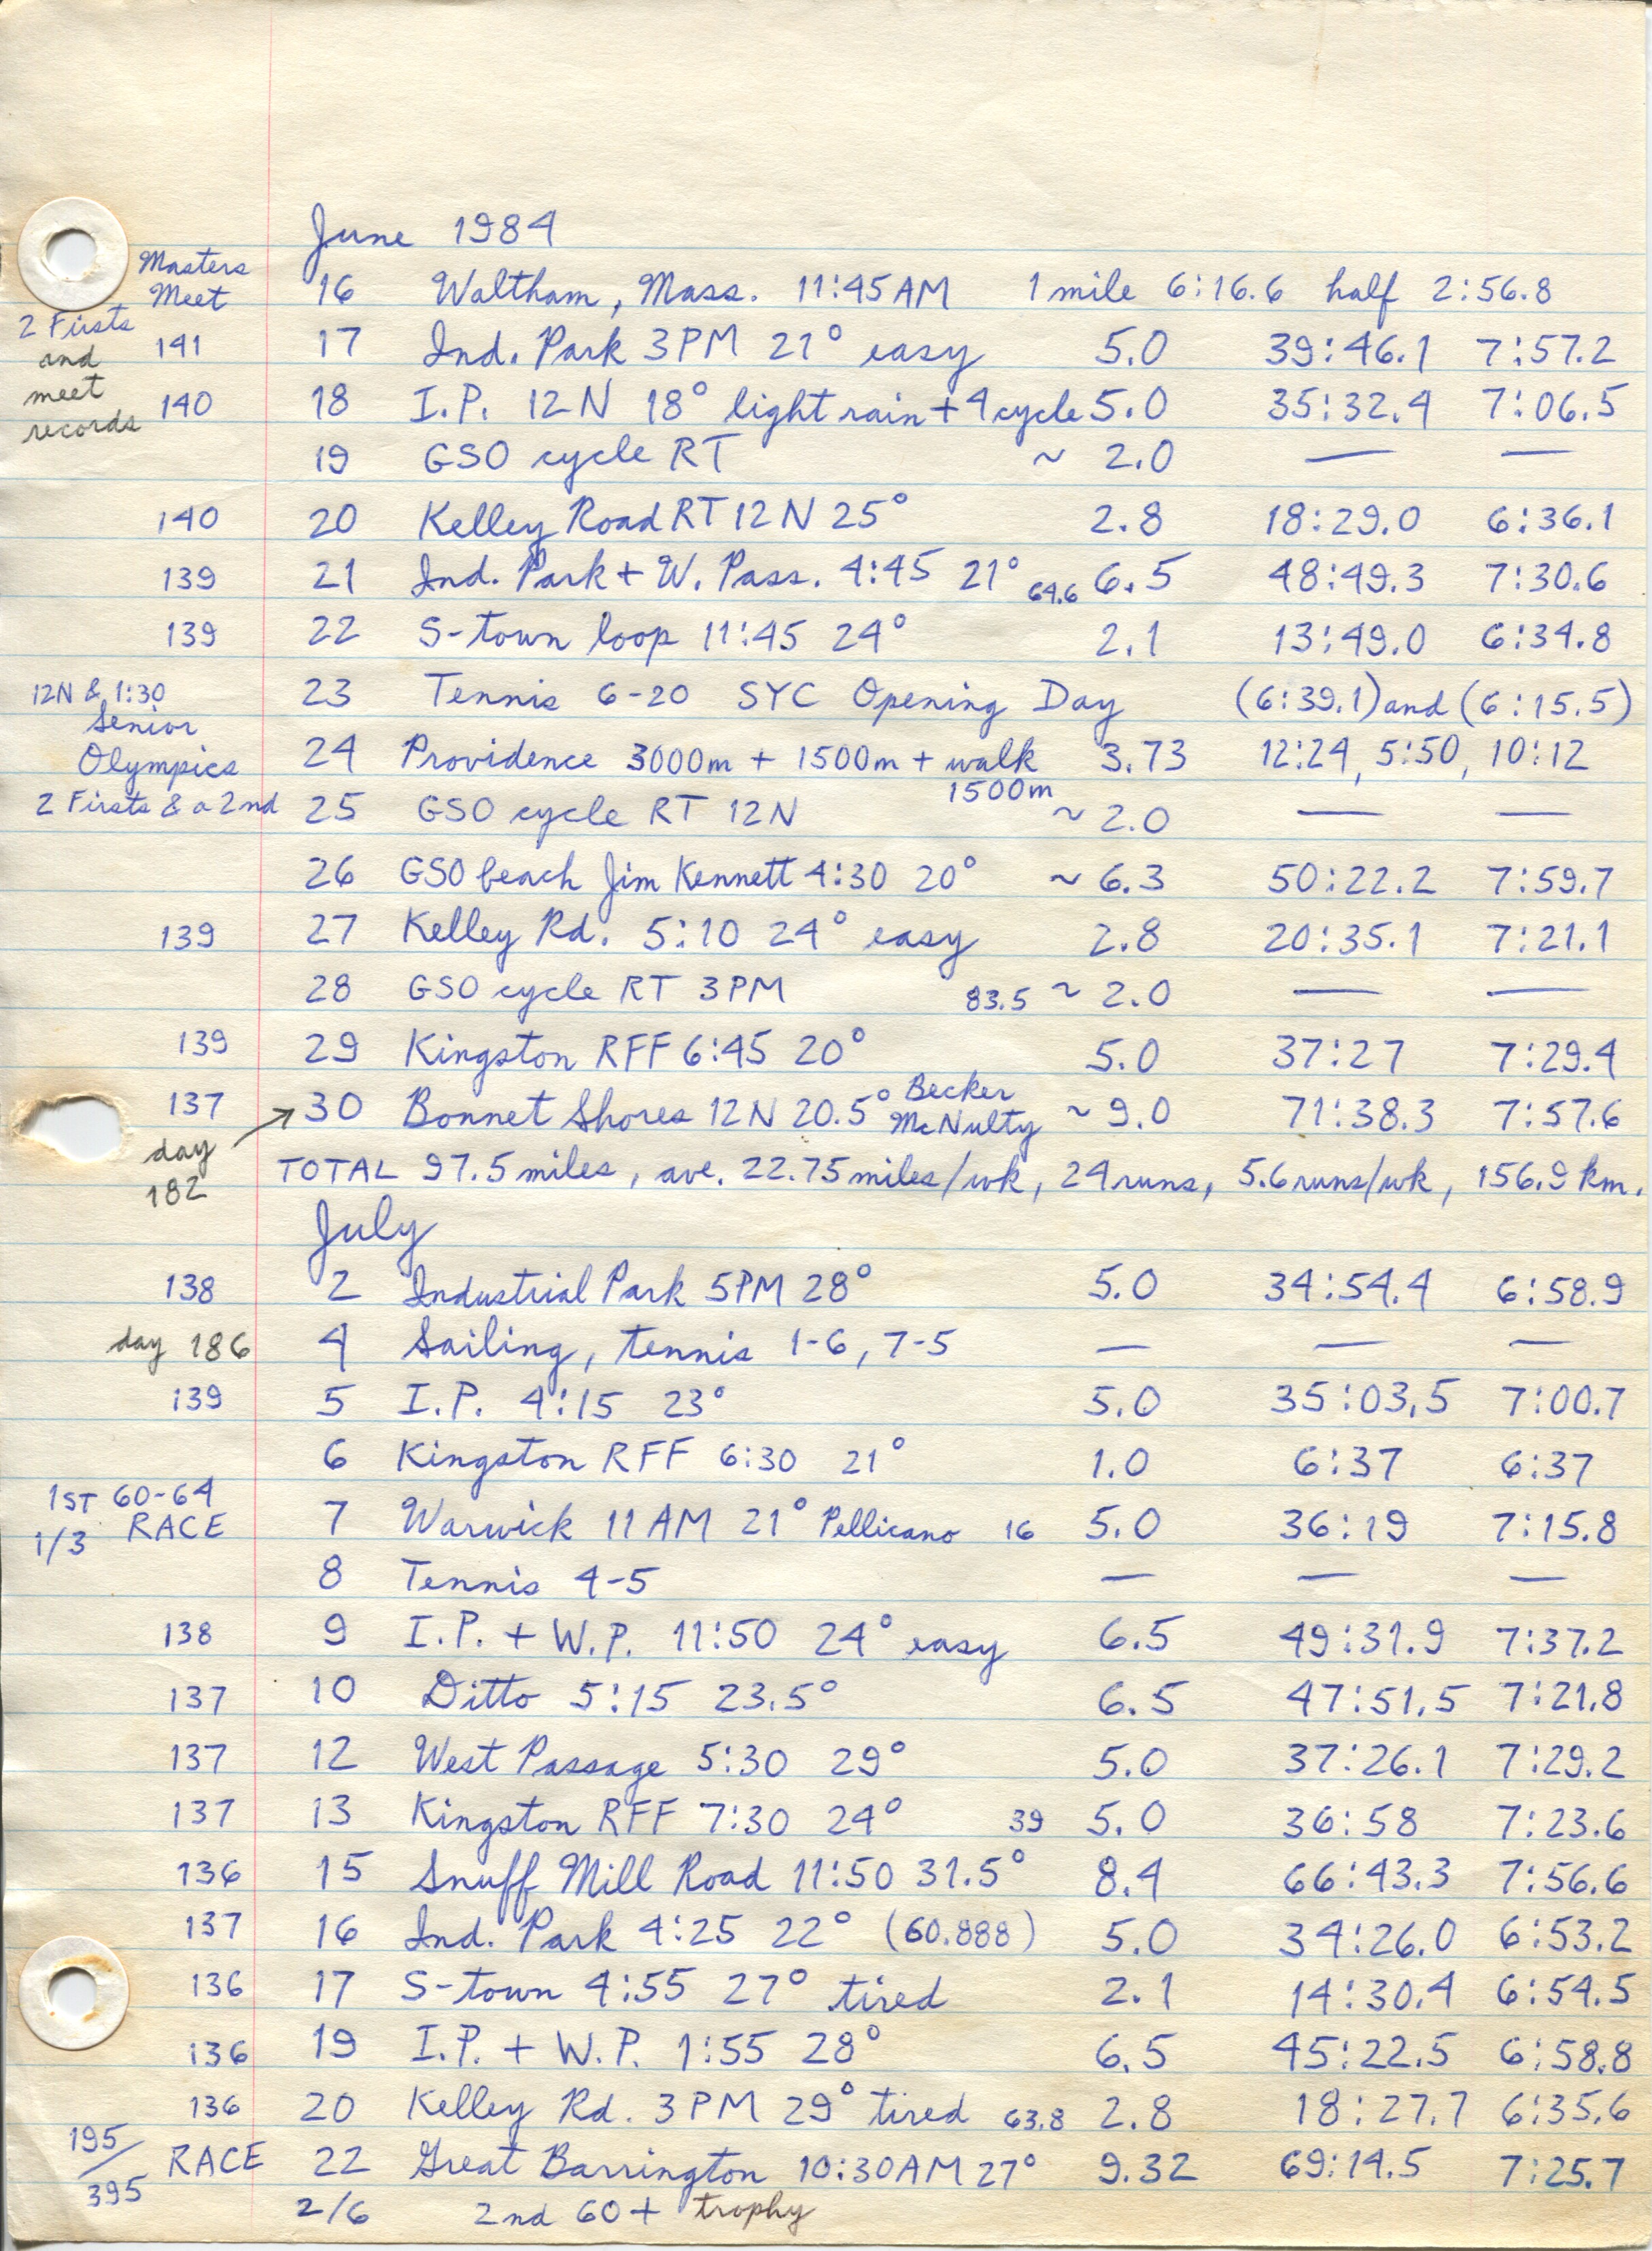 June 1984
Masters
Meet 16 Waltham, Mass. 11:45 AM 1 mile 6:16.6 half 2:56.8
2 Firsts
and 141 17 Ind. Park 3PM 21° easy 5.0 39:46.1 7:57.2
meet 140 18 I.P. 12N 18° light rain + 4 cycle 5.0 35:32.4 7:06.5
records
19 GSO cycle RT ~ 2.0 — —
140 20 Kelley Road RT 12N 25° 2.8 18:29.0 6:36.1
139 21 Ind. Park + W. Pass. 4:45 21° 64.6 6.5 48:49.3 7:30.6
139 22 S-town loop 11:45 24° 2.1 13:49.0 6:34.8
12N & 1:30 23 Tennis 6-20 SYC Opening Day (6:39.1) and (6:15.5)
Senior
Olympics 24 Providence 3000m + 1500m + walk 3.73 12:24, 5:50, 10:12
1500m
2 Firsts & a 2nd 25 GSO cycle RT 12N ~ 2.0 — —
26 GSO beach Jim Kennett 4:30 20° ~ 6.3 50:22.2 7:59.7
139 27 Kelley Rd. 5:10 24° easy 2.8 20:35.1 7:21.1
28 GSO cycle RT 3PM 83.5 ~ 2.0 — —
139 29 Kingston RFF 6:45 20° 5.0 37:27 7:29.4
Becker
137 → 30 Bonnet Shores 12N 20.5° McNulty ~ 9.0 71:38.3 7:57.6
day
182
TOTAL 97.5 miles, ave. 22.75 miles/wk, 24 runs, 5.6 runs/wk, 156.9 km.
July
138 2 Industrial Park 5PM 28° 5.0 34:54.4 6:58.9
day 186 4 Sailing, tennis 1-6, 7-5 — — —
139 5 I.P. 4:15 23° 5.0 35:03.5 7:00.7
6 Kingston RFF 6:30 21° 1.0 6:37 6:37
1ST 60-64
1/3 RACE 7 Warwick 11 AM 21° Pellicano 16 5.0 36:19 7:15.8
8 Tennis 4-5 — — —
138 9 I.P. + W.P. 11:50 24° easy 6.5 49:31.9 7:37.2
137 10 Ditto 5:15 23.5° 6.5 47:51.5 7:21.8
137 12 West Passage 5:30 29° 5.0 37:26.1 7:29.2
137 13 Kingston RFF 7:30 24° 39 5.0 36:58 7:23.6
136 15 Snuff Mill Road 11:50 31.5° 8.4 66:43.3 7:56.6
137 16 Ind. Park 4:25 22° (60.888) 5.0 34:26.0 6:53.2
136 17 S-town 4:55 27° tired 2.1 14:30.4 6:54.5
136 19 I.P. + W.P. 1:55 28° 6.5 45:22.5 6:58.8
136 20 Kelley Rd. 3PM 29° tired 63.8 2.8 18:27.7 6:35.6
195/395 RACE 22 Great Barrington 10:30AM 27° 9.32 69:14.5 7:25.7
2/6 2nd 60+ trophy